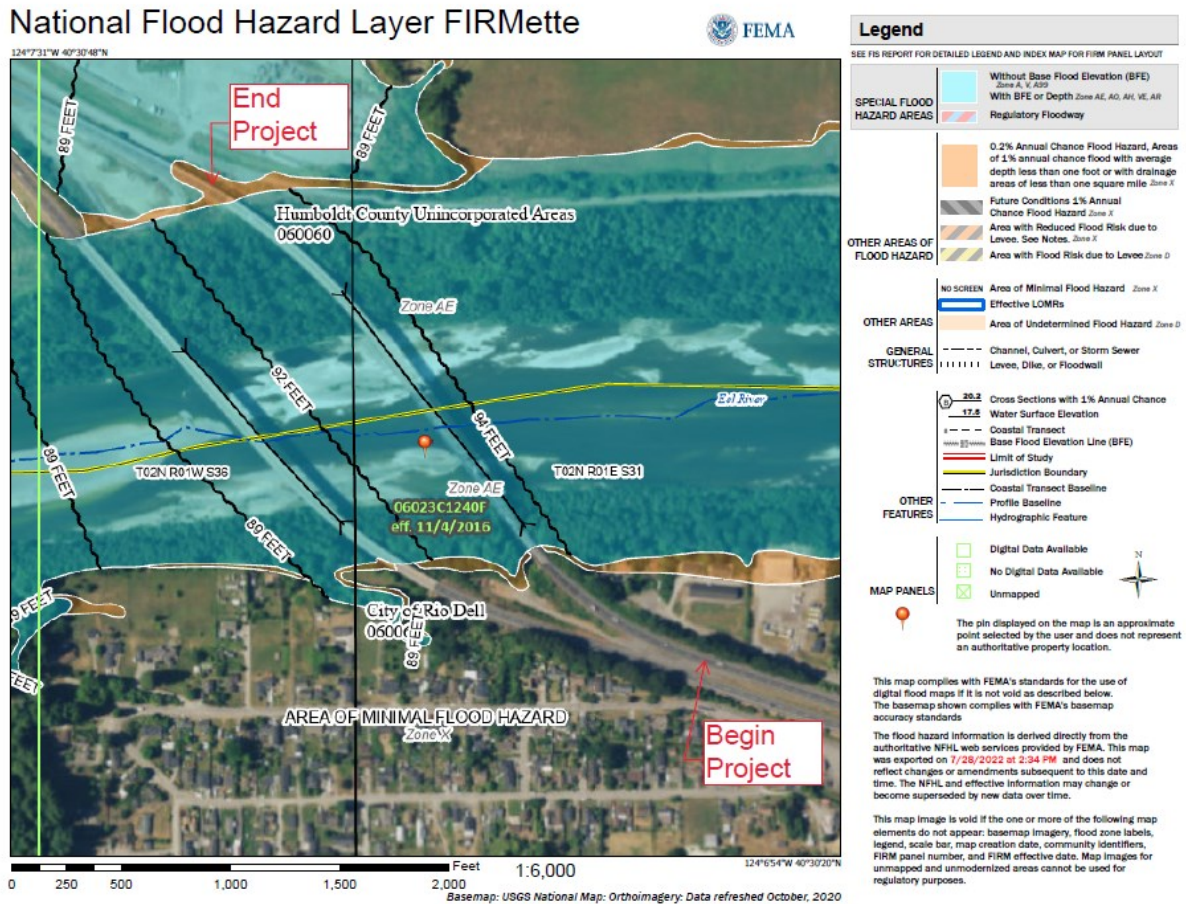 National Flood Hazard Layer FIRMette
FEMA
124°7'31"W 40°30'48"N
End
Project
89 FEET
89 FEET
Humboldt County Unincorporated Areas
060060
Zone AE
92 FEET
94 FEET
Eel River
89 FEET
T02N R01W S36
T02N R01E S31
Zone AE
06023C1240F
eff. 11/4/2016
89 FEET
89 FEET
City of Rio Dell
89 FEET
FEET
AREA OF MINIMAL FLOOD HAZARD
Zone X
Begin
Project
0 250 500 1,000 1,500 2,000
Feet
1:6,000
124°6'54"W 40°30'20"N
Basemap: USGS National Map: Orthoimagery: Data refreshed October, 2020
Legend
SEE FIS REPORT FOR DETAILED LEGEND AND INDEX MAP FOR FIRM PANEL LAYOUT
SPECIAL FLOOD
HAZARD AREAS
Without Base Flood Elevation (BFE)
Zone A, V, A99
With BFE or Depth Zone AE, AO, AH, VE, AR
Regulatory Floodway
OTHER AREAS OF
FLOOD HAZARD
0.2% Annual Chance Flood Hazard, Areas
of 1% annual chance flood with average
depth less than one foot or with drainage
areas of less than one square mile Zone X
Future Conditions 1% Annual
Chance Flood Hazard Zone X
Area with Reduced Flood Risk due to
Levee. See Notes. Zone X
Area with Flood Risk due to Levee Zone D
OTHER AREAS
NO SCREEN Area of Minimal Flood Hazard Zone X
Effective LOMRs
Area of Undetermined Flood Hazard Zone D
GENERAL
STRUCTURES
Channel, Culvert, or Storm Sewer
Levee, Dike, or Floodwall
OTHER
FEATURES
B 20.2 Cross Sections with 1% Annual Chance
17.5 Water Surface Elevation
8 Coastal Transect
Base Flood Elevation Line (BFE)
Limit of Study
Jurisdiction Boundary
Coastal Transect Baseline
Profile Baseline
Hydrographic Feature
MAP PANELS
Digital Data Available
No Digital Data Available
Unmapped
N
The pin displayed on the map is an approximate
point selected by the user and does not represent
an authoritative property location.
This map complies with FEMA's standards for the use of
digital flood maps if it is not void as described below.
The basemap shown complies with FEMA's basemap
accuracy standards
The flood hazard information is derived directly from the
authoritative NFHL web services provided by FEMA. This map
was exported on 7/28/2022 at 2:34 PM and does not
reflect changes or amendments subsequent to this date and
time. The NFHL and effective information may change or
become superseded by new data over time.
This map image is void if the one or more of the following map
elements do not appear: basemap imagery, flood zone labels,
legend, scale bar, map creation date, community identifiers,
FIRM panel number, and FIRM effective date. Map images for
unmapped and unmodernized areas cannot be used for
regulatory purposes.